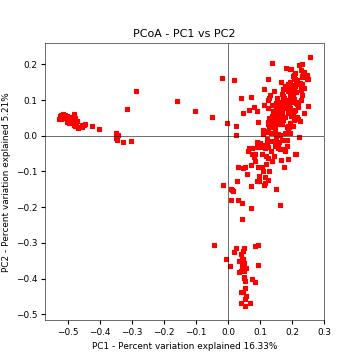 PCoA - PC1 vs PC2
PC2 - Percent variation explained 5.21%
0.2
0.1
0.0
−0.1
−0.2
−0.3
−0.4
−0.5
−0.5 −0.4 −0.3 −0.2 −0.1 0.0 0.1 0.2 0.3
PC1 - Percent variation explained 16.33%